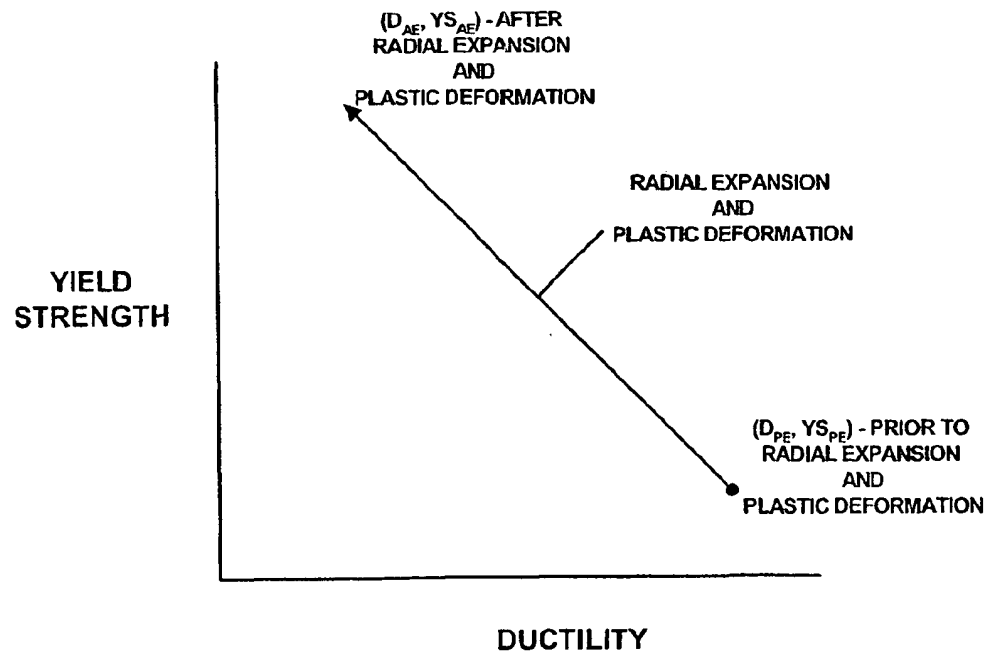 (D_AE, YS_AE) - AFTER
RADIAL EXPANSION
AND
PLASTIC DEFORMATION
RADIAL EXPANSION
AND
PLASTIC DEFORMATION
YIELD
STRENGTH
(D_PE, YS_PE) - PRIOR TO
RADIAL EXPANSION
AND
PLASTIC DEFORMATION
DUCTILITY